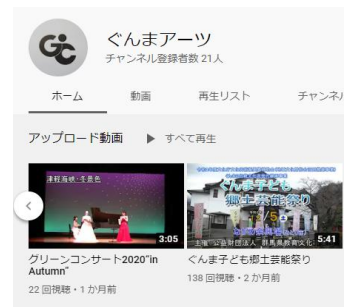 GC
ぐんまアーツ
チャンネル登録者数 21人
ホーム 動画 再生リスト チャンネル
アップロード動画 ▶ すべて再生
津軽海峡・冬景色
3:05
ぐんま子ども
郷土芸能祭り
5:41
グリーンコンサート2020"in
Autumn"
22 回視聴・1 か月前
ぐんま子ども郷土芸能祭り
138 回視聴・2 か月前